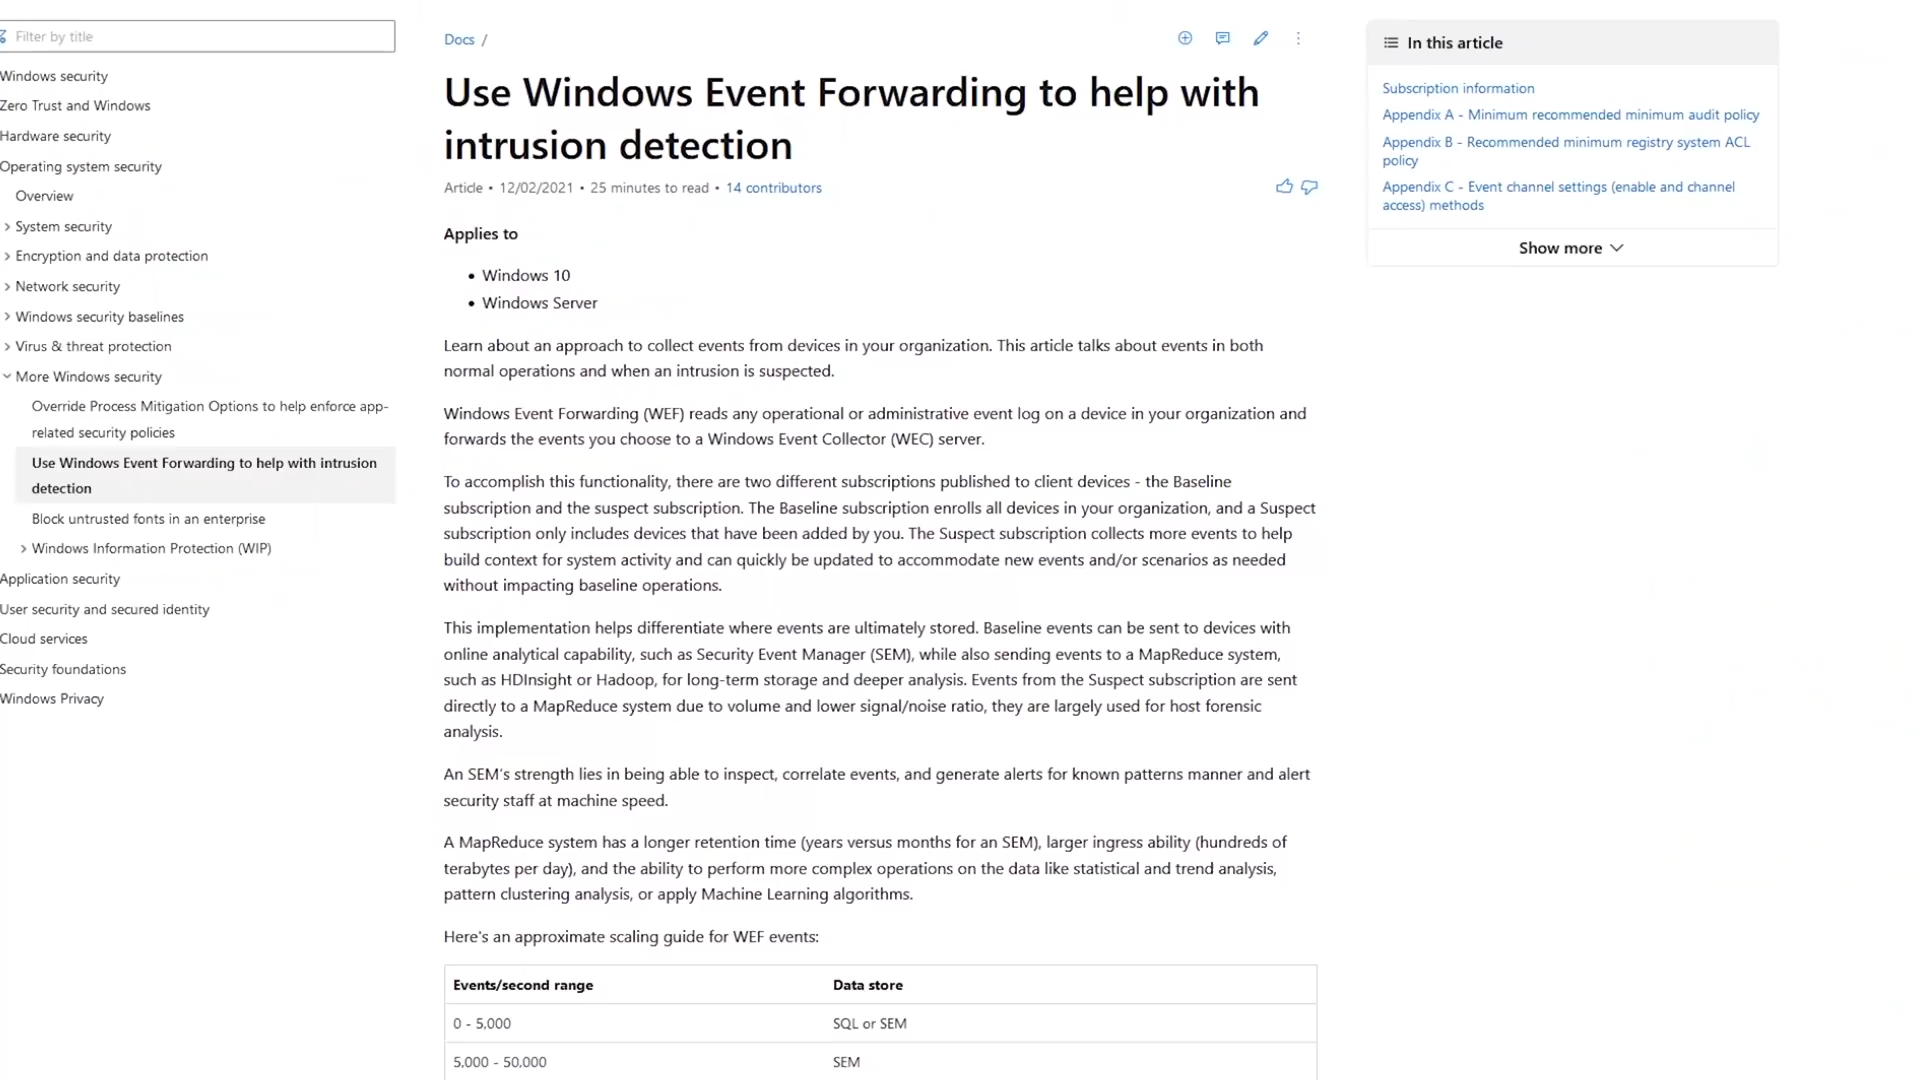 Filter by title
Windows security
Zero Trust and Windows
Hardware security
Operating system security
Overview
System security
Encryption and data protection
Network security
Windows security baselines
Virus & threat protection
More Windows security
Override Process Mitigation Options to help enforce app-
related security policies
Use Windows Event Forwarding to help with intrusion
detection
Block untrusted fonts in an enterprise
Windows Information Protection (WIP)
Application security
User security and secured identity
Cloud services
Security foundations
Windows Privacy
Docs /
Use Windows Event Forwarding to help with
intrusion detection
Article • 12/02/2021 • 25 minutes to read • 14 contributors
Applies to
• Windows 10
• Windows Server
Learn about an approach to collect events from devices in your organization. This article talks about events in both
normal operations and when an intrusion is suspected.
Windows Event Forwarding (WEF) reads any operational or administrative event log on a device in your organization and
forwards the events you choose to a Windows Event Collector (WEC) server.
To accomplish this functionality, there are two different subscriptions published to client devices - the Baseline
subscription and the suspect subscription. The Baseline subscription enrolls all devices in your organization, and a Suspect
subscription only includes devices that have been added by you. The Suspect subscription collects more events to help
build context for system activity and can quickly be updated to accommodate new events and/or scenarios as needed
without impacting baseline operations.
This implementation helps differentiate where events are ultimately stored. Baseline events can be sent to devices with
online analytical capability, such as Security Event Manager (SEM), while also sending events to a MapReduce system,
such as HDInsight or Hadoop, for long-term storage and deeper analysis. Events from the Suspect subscription are sent
directly to a MapReduce system due to volume and lower signal/noise ratio, they are largely used for host forensic
analysis.
An SEM's strength lies in being able to inspect, correlate events, and generate alerts for known patterns manner and alert
security staff at machine speed.
A MapReduce system has a longer retention time (years versus months for an SEM), larger ingress ability (hundreds of
terabytes per day), and the ability to perform more complex operations on the data like statistical and trend analysis,
pattern clustering analysis, or apply Machine Learning algorithms.
Here's an approximate scaling guide for WEF events:
Events/second range Data store
0 - 5,000 SQL or SEM
5,000 - 50,000 SEM
In this article
Subscription information
Appendix A - Minimum recommended minimum audit policy
Appendix B - Recommended minimum registry system ACL
policy
Appendix C - Event channel settings (enable and channel
access) methods
Show more